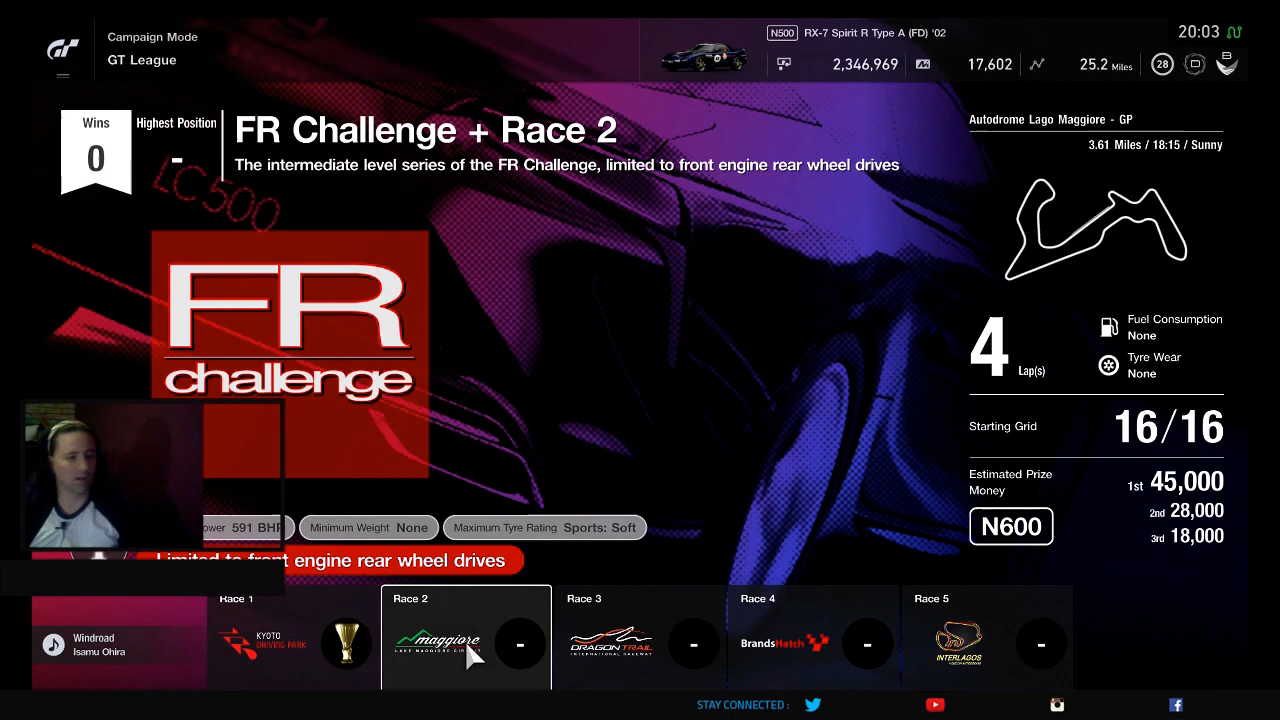 Campaign Mode
GT League
N500 RX-7 Spirit R Type A (FD) '02
2,346,969
17,602
25.2 Miles
28
B
20:03
Wins
0
Highest Position
-
FR Challenge + Race 2
The intermediate level series of the FR Challenge, limited to front engine rear wheel drives
LC500
FR
challenge
Autodrome Lago Maggiore - GP
3.61 Miles / 18:15 / Sunny
4 Lap(s)
Fuel Consumption
None
Tyre Wear
None
Starting Grid 16/16
Estimated Prize
Money
N600
1st 45,000
2nd 28,000
3rd 18,000
ower 591 BHP
Minimum Weight None
Maximum Tyre Rating Sports: Soft
Limited to front engine rear wheel drives
Windroad
Isamu Ohira
Race 1
KYOTO
DRIVING PARK
Race 2
maggiore
-
Race 3
DRAGON TRAIL
INTERNATIONAL RACEWAY
-
Race 4
BrandsHatch
-
Race 5
INTERLAGOS
-
STAY CONNECTED :